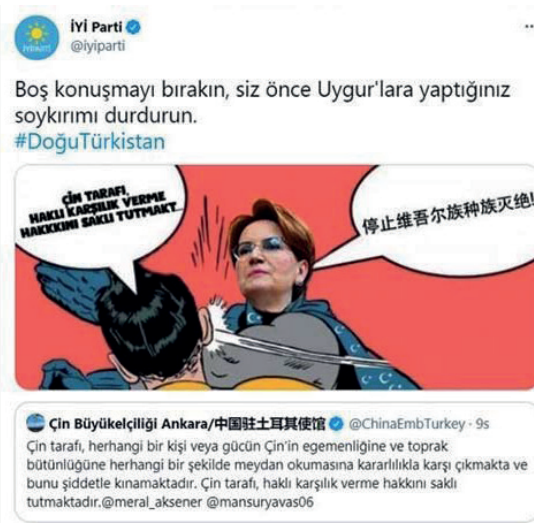 İYİ Parti
@iyiparti
Boş konuşmayı bırakın, siz önce Uygur'lara yaptığınız
soykırımı durdurun.
#DoğuTürkistan
ÇİN TARAFI,
HAKLI KARŞILIK VERME
HAKKKINI SAKLI TUTMAKT...
停止维吾尔族种族灭绝!
Çin Büyükelçiliği Ankara/中国驻土耳其使馆 @ChinaEmbTurkey · 9s
Çin tarafı, herhangi bir kişi veya gücün Çin'in egemenliğine ve toprak
bütünlüğüne herhangi bir şekilde meydan okumasına kararlılıkla karşı çıkmakta ve
bunu şiddetle kınamaktadır. Çin tarafı, haklı karşılık verme hakkını saklı
tutmaktadır.@meral_aksener @mansuryavas06